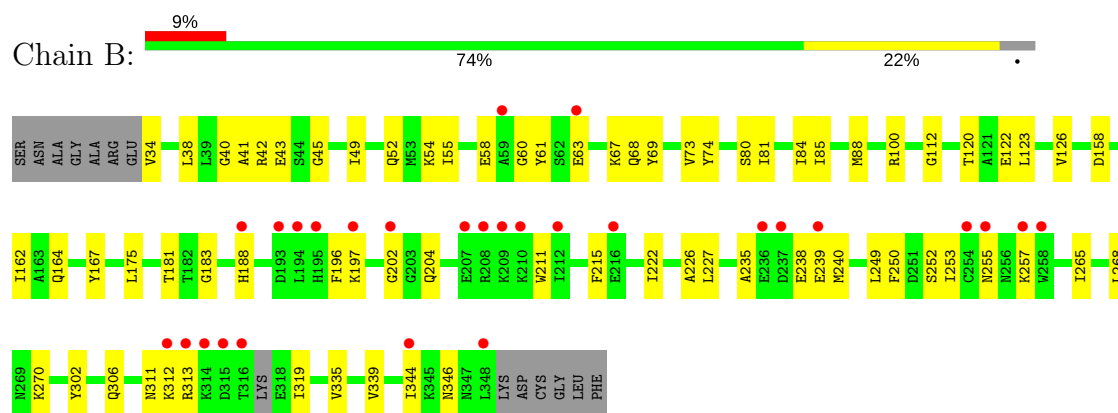 9%
Chain B:
74% 22% •
SER ASN ALA GLY ALA ARG GLU V34 L38 L39 G40 A41 R42 E43 S44 G45 I49 Q52 M53 K54 I55 E58 A59 G60 Y61 S62 E63 K67 Q68 Y69 V73 Y74 S80 I81 I84 I85 M88 R100 G112 T120 A121 E122 L123 V126 D158
I162 A163 Q164 Y167 L175 T181 T182 G183 H188 D193 L194 H195 F196 K197 G202 G203 Q204 E207 R208 K209 K210 W211 I212 F215 E216 I222 A226 L227 A235 E236 D237 E238 E239 M240 L249 F250 D251 S252 I253 C254 N255 N256 K257 W258 I265 L268
N269 K270 Y302 Q306 N311 K312 R313 K314 D315 T316 LYS E318 I319 V335 V339 I344 K345 N346 N347 L348 LYS ASP CYS GLY LEU PHE